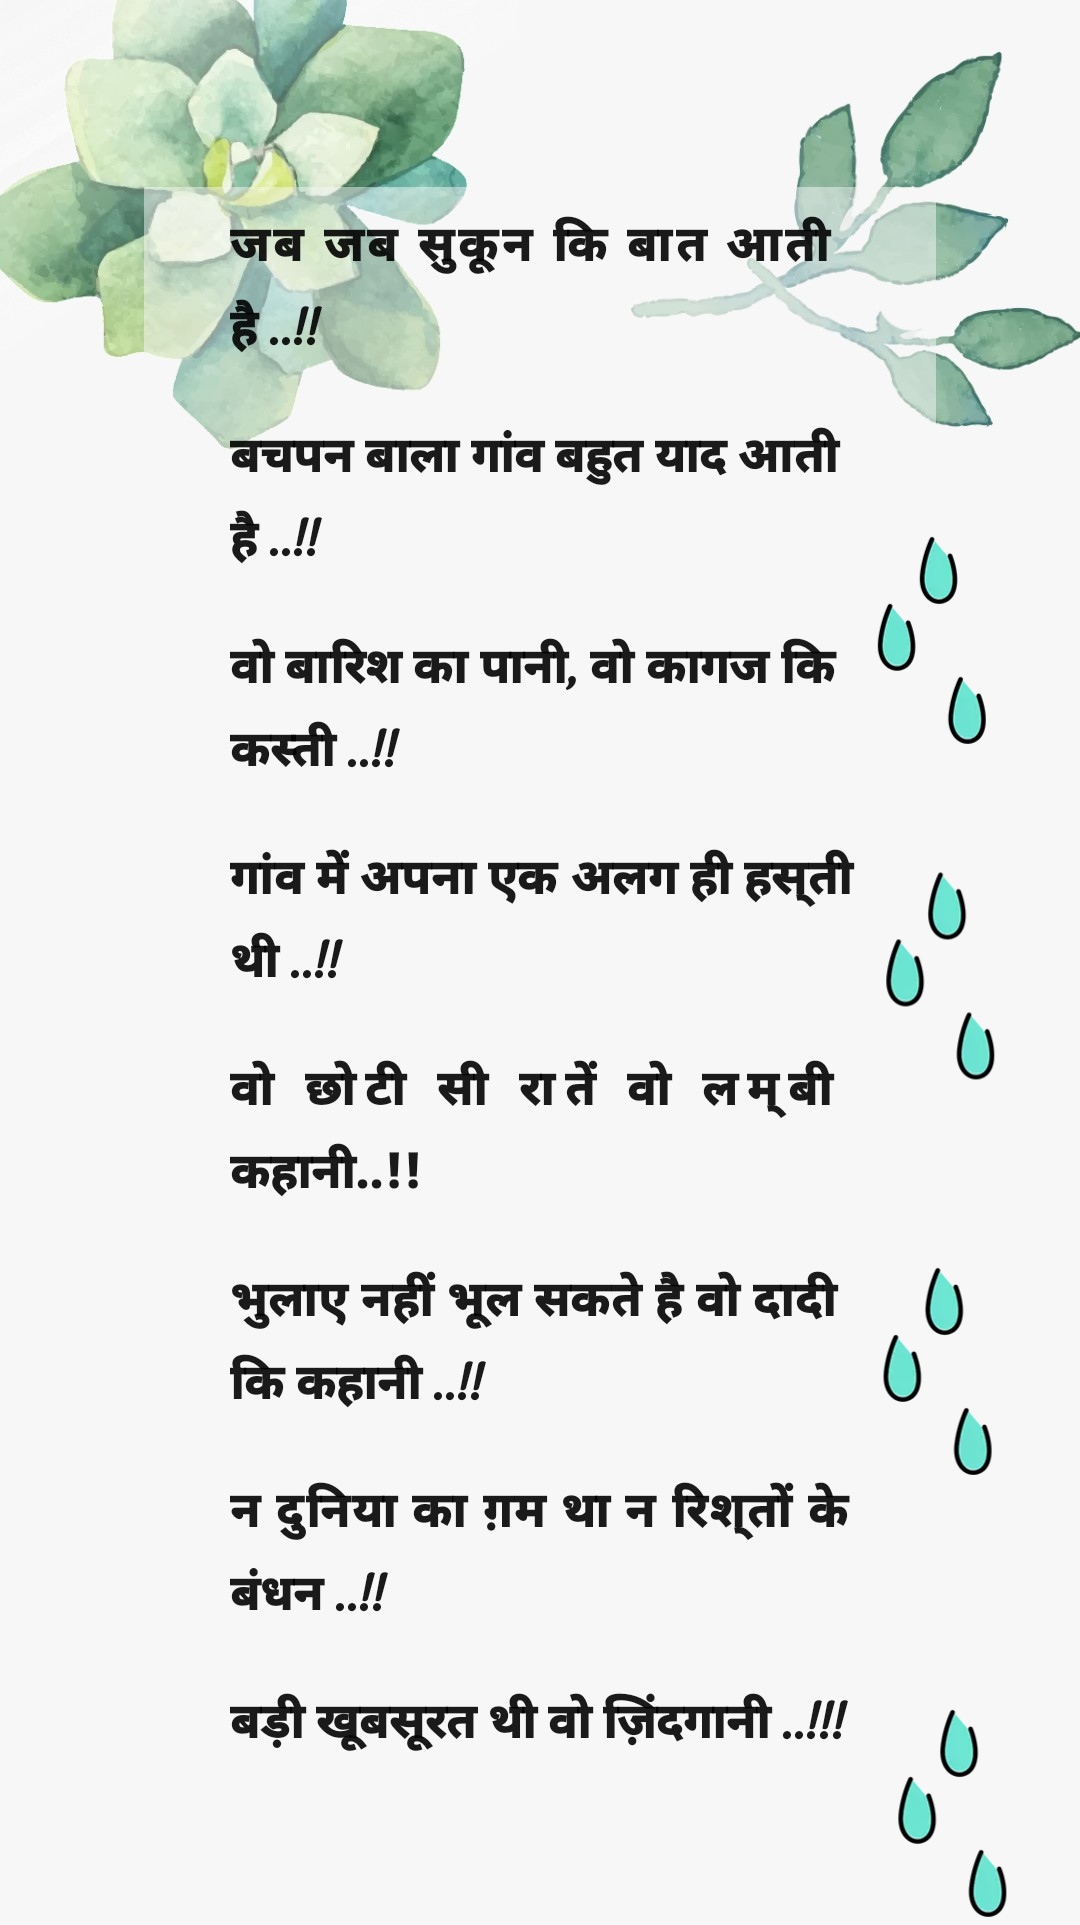 जब जब सुकून कि बात आती
है ..!!
बचपन बाला गांव बहुत याद आती
है ..!!
वो बारिश का पानी, वो कागज कि
कस्ती ..!!
गांव में अपना एक अलग ही हस्ती
थी ..!!
वो छोटी सी रातें वो लम्बी
कहानी..!!
भुलाए नहीं भूल सकते है वो दादी
कि कहानी ..!!
न दुनिया का ग़म था न रिश्तों के
बंधन ..!!
बड़ी खूबसूरत थी वो ज़िंदगानी ..!!!